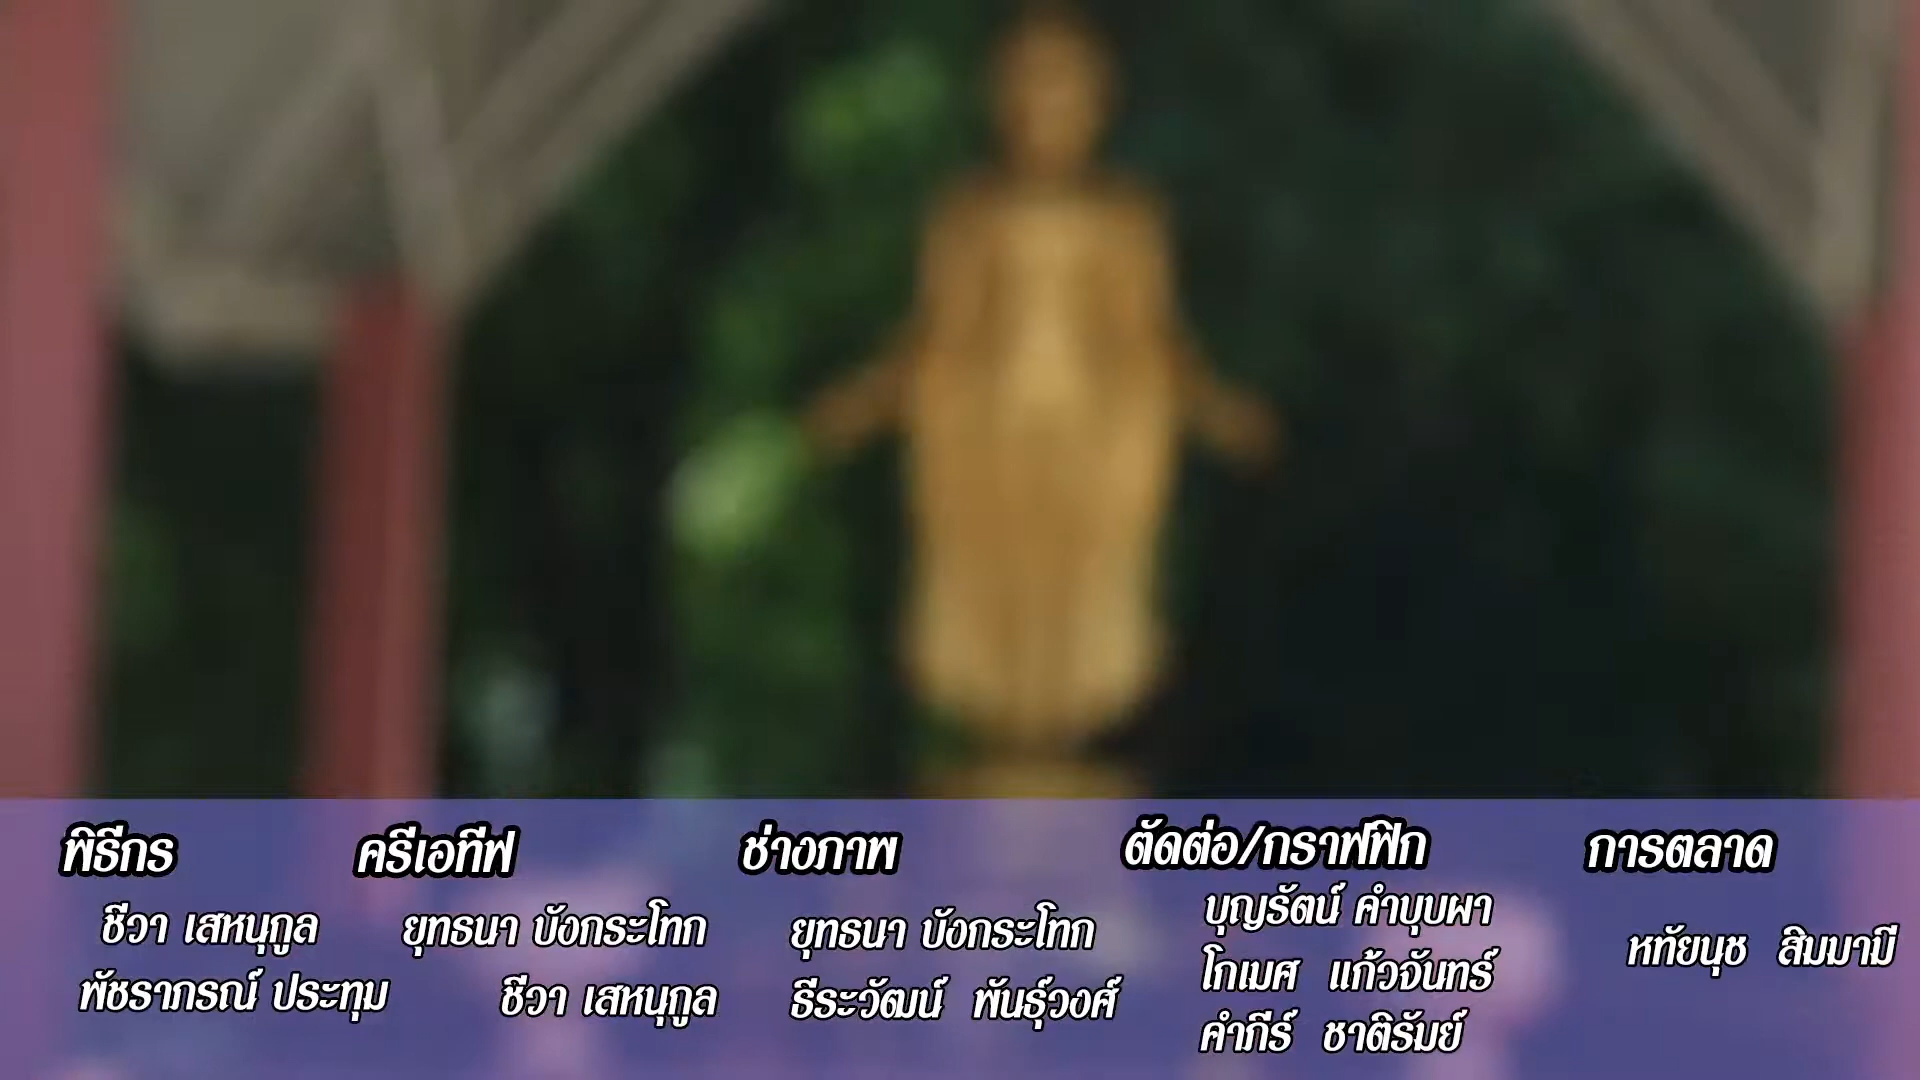 พิธีกร
ชีวา เสหนุกูล
พัชราภรณ์ ประทุม
ครีเอทีฟ
ยุทธนา บังกระโทก
ชีวา เสหนุกูล
ช่างภาพ
ยุทธนา บังกระโทก
ธีระวัฒน์ พันธุ์วงศ์
ตัดต่อ/กราฟฟิก
บุญรัตน์ คำบุบผา
โกเมศ แก้วจันทร์
คำภีร์ ชาติรัมย์
การตลาด
หทัยนุช สิมมามี